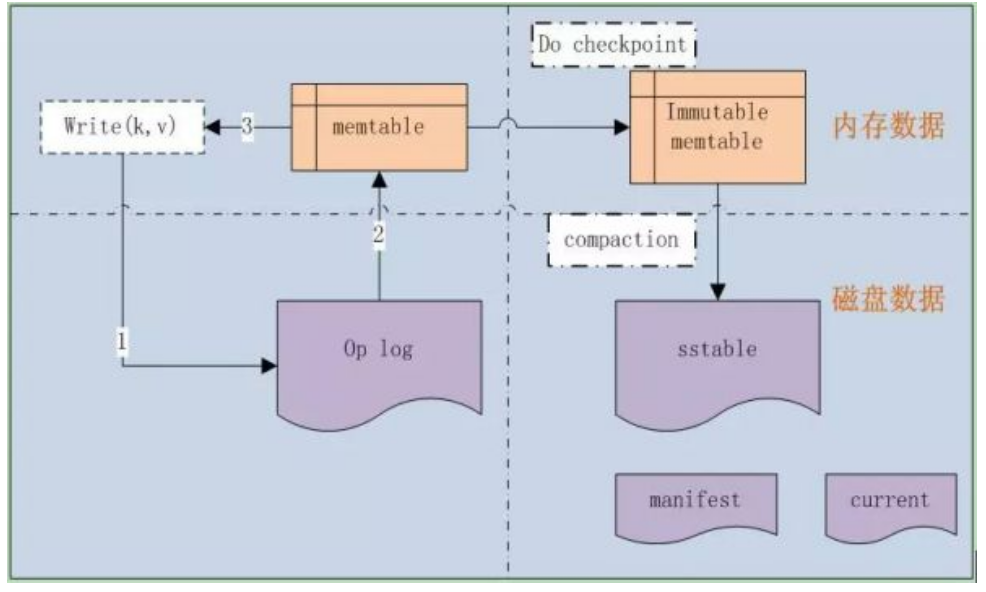 Do checkpoint
Write(k,v)
3
memtable
Immutable
memtable
内存数据
2
compaction
磁盘数据
1
Op log
sstable
manifest
current